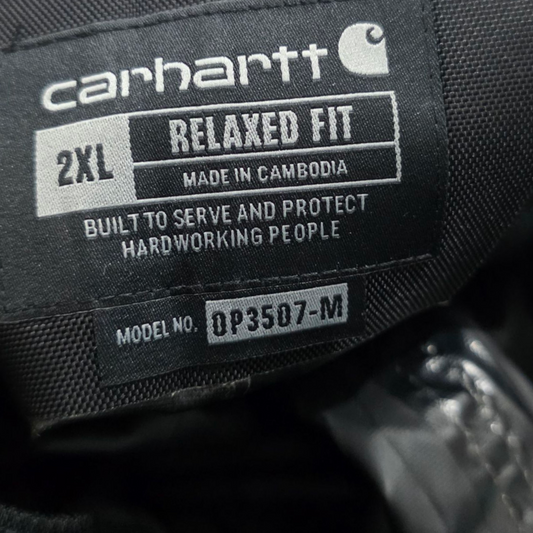 carhartt
2XL
RELAXED FIT
MADE IN CAMBODIA
BUILT TO SERVE AND PROTECT
HARDWORKING PEOPLE
MODEL NO. OP3507-M